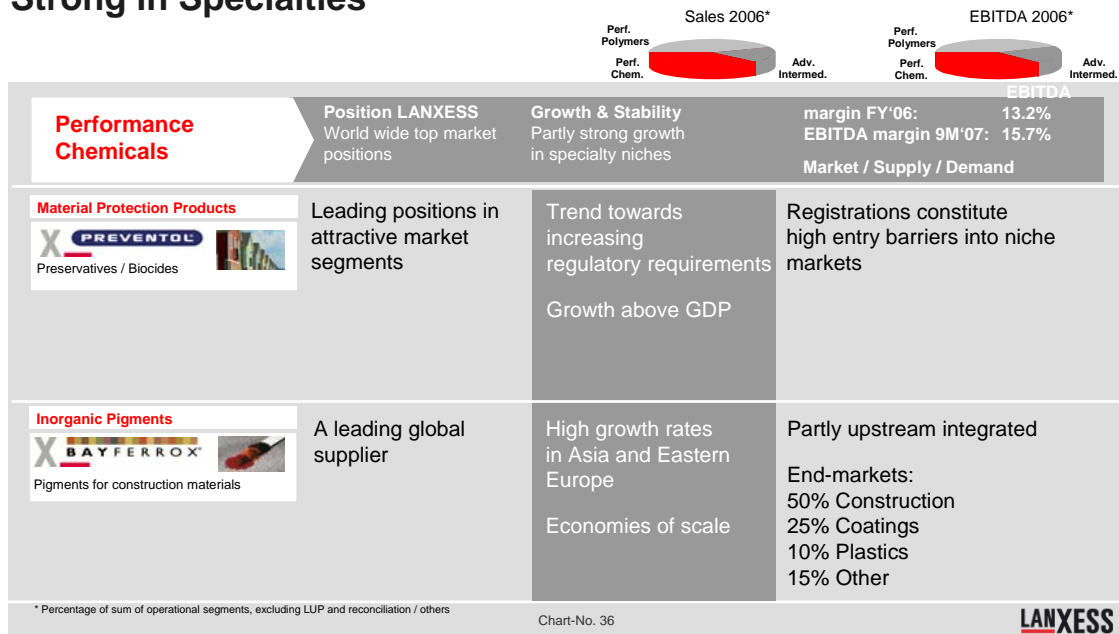 Strong in Specialties
Sales 2006*
Perf.
Polymers
Perf.
Chem.
Adv.
Intermed.
EBITDA 2006*
Perf.
Polymers
Perf.
Chem.
Adv.
Intermed.
Performance
Chemicals
Position LANXESS
World wide top market
positions
Growth & Stability
Partly strong growth
in specialty niches
EBITDA
margin FY‘06: 13.2%
EBITDA margin 9M‘07: 15.7%
Market / Supply / Demand
Material Protection Products
X PREVENTOL
Preservatives / Biocides
Leading positions in
attractive market
segments
Trend towards
increasing
regulatory requirements
Growth above GDP
Registrations constitute
high entry barriers into niche
markets
Inorganic Pigments
X BAYFERROX
Pigments for construction materials
A leading global
supplier
High growth rates
in Asia and Eastern
Europe
Economies of scale
Partly upstream integrated
End-markets:
50% Construction
25% Coatings
10% Plastics
15% Other
* Percentage of sum of operational segments, excluding LUP and reconciliation / others
Chart-No. 36
LANXESS